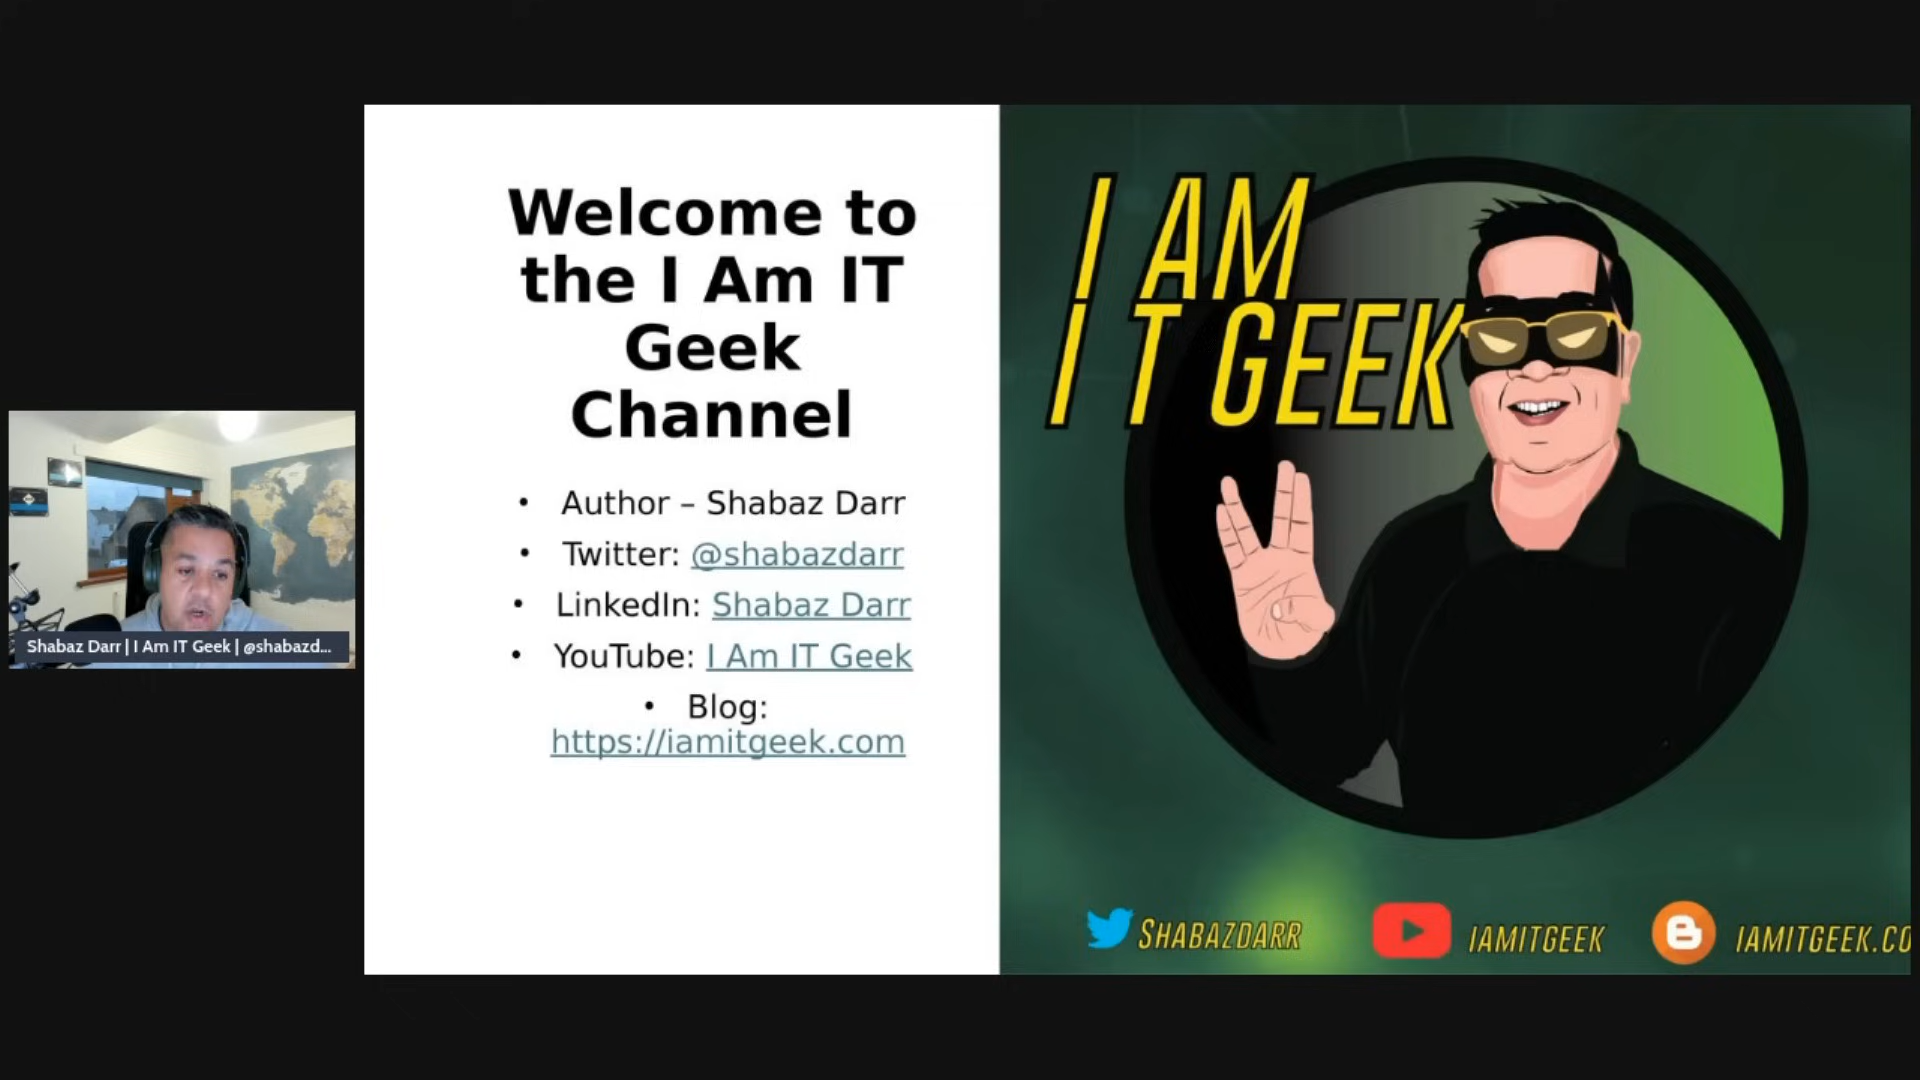 Welcome to
the I Am IT
Geek
Channel
• Author – Shabaz Darr
• Twitter: @shabazdarr
• LinkedIn: Shabaz Darr
• YouTube: I Am IT Geek
• Blog:
https://iamitgeek.com
I AM
I T GEEK
SHABAZDARR
IAMITGEEK
IAMITGEEK.CO
Shabaz Darr | I Am IT Geek | @shabazd...